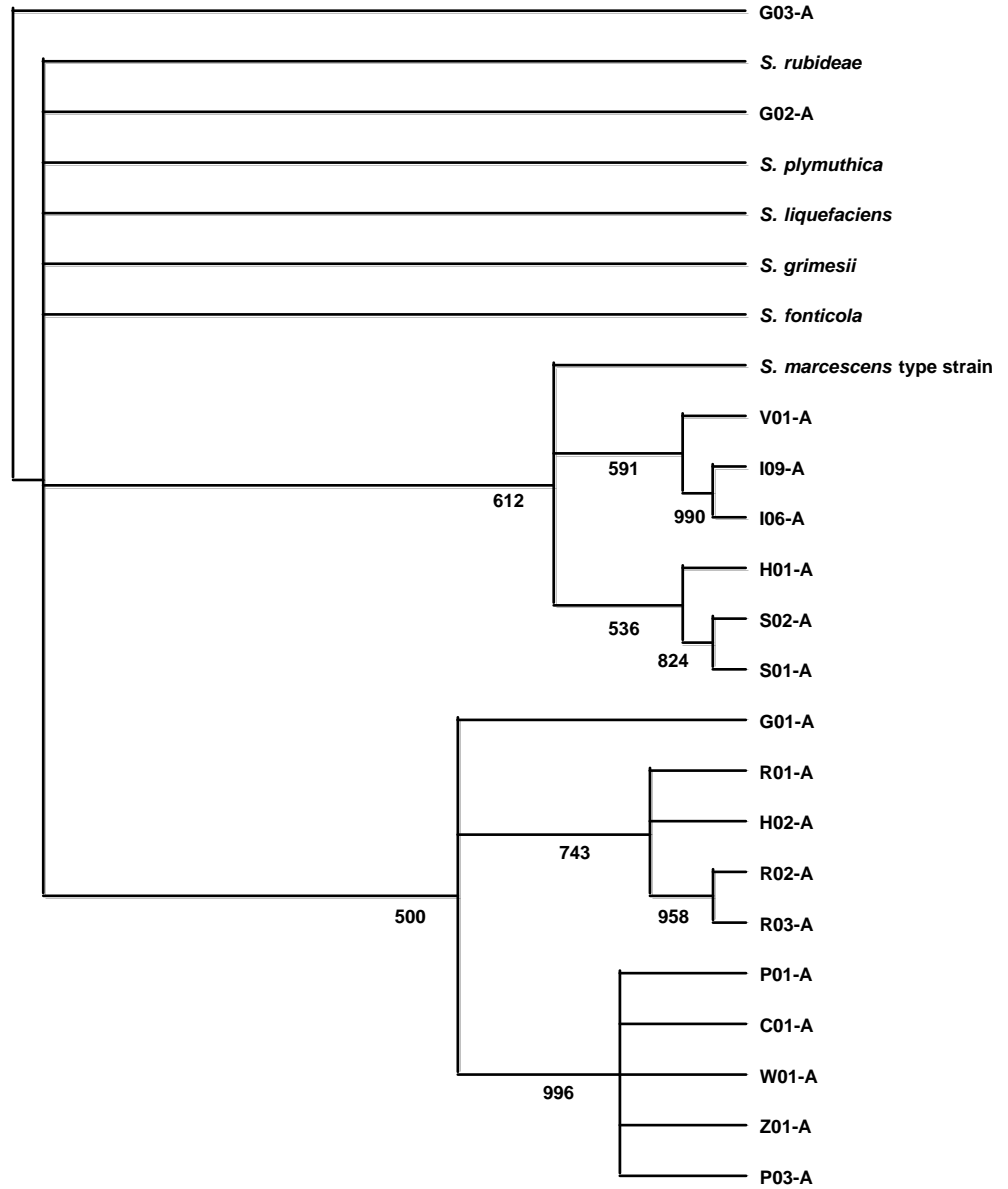 G03-A
S. rubideae
G02-A
S. plymuthica
S. liquefaciens
S. grimesii
S. fonticola
S. marcescens type strain
V01-A
591
I09-A
612
990
I06-A
H01-A
536
S02-A
824
S01-A
G01-A
R01-A
H02-A
743
R02-A
500
958
R03-A
P01-A
C01-A
W01-A
996
Z01-A
P03-A